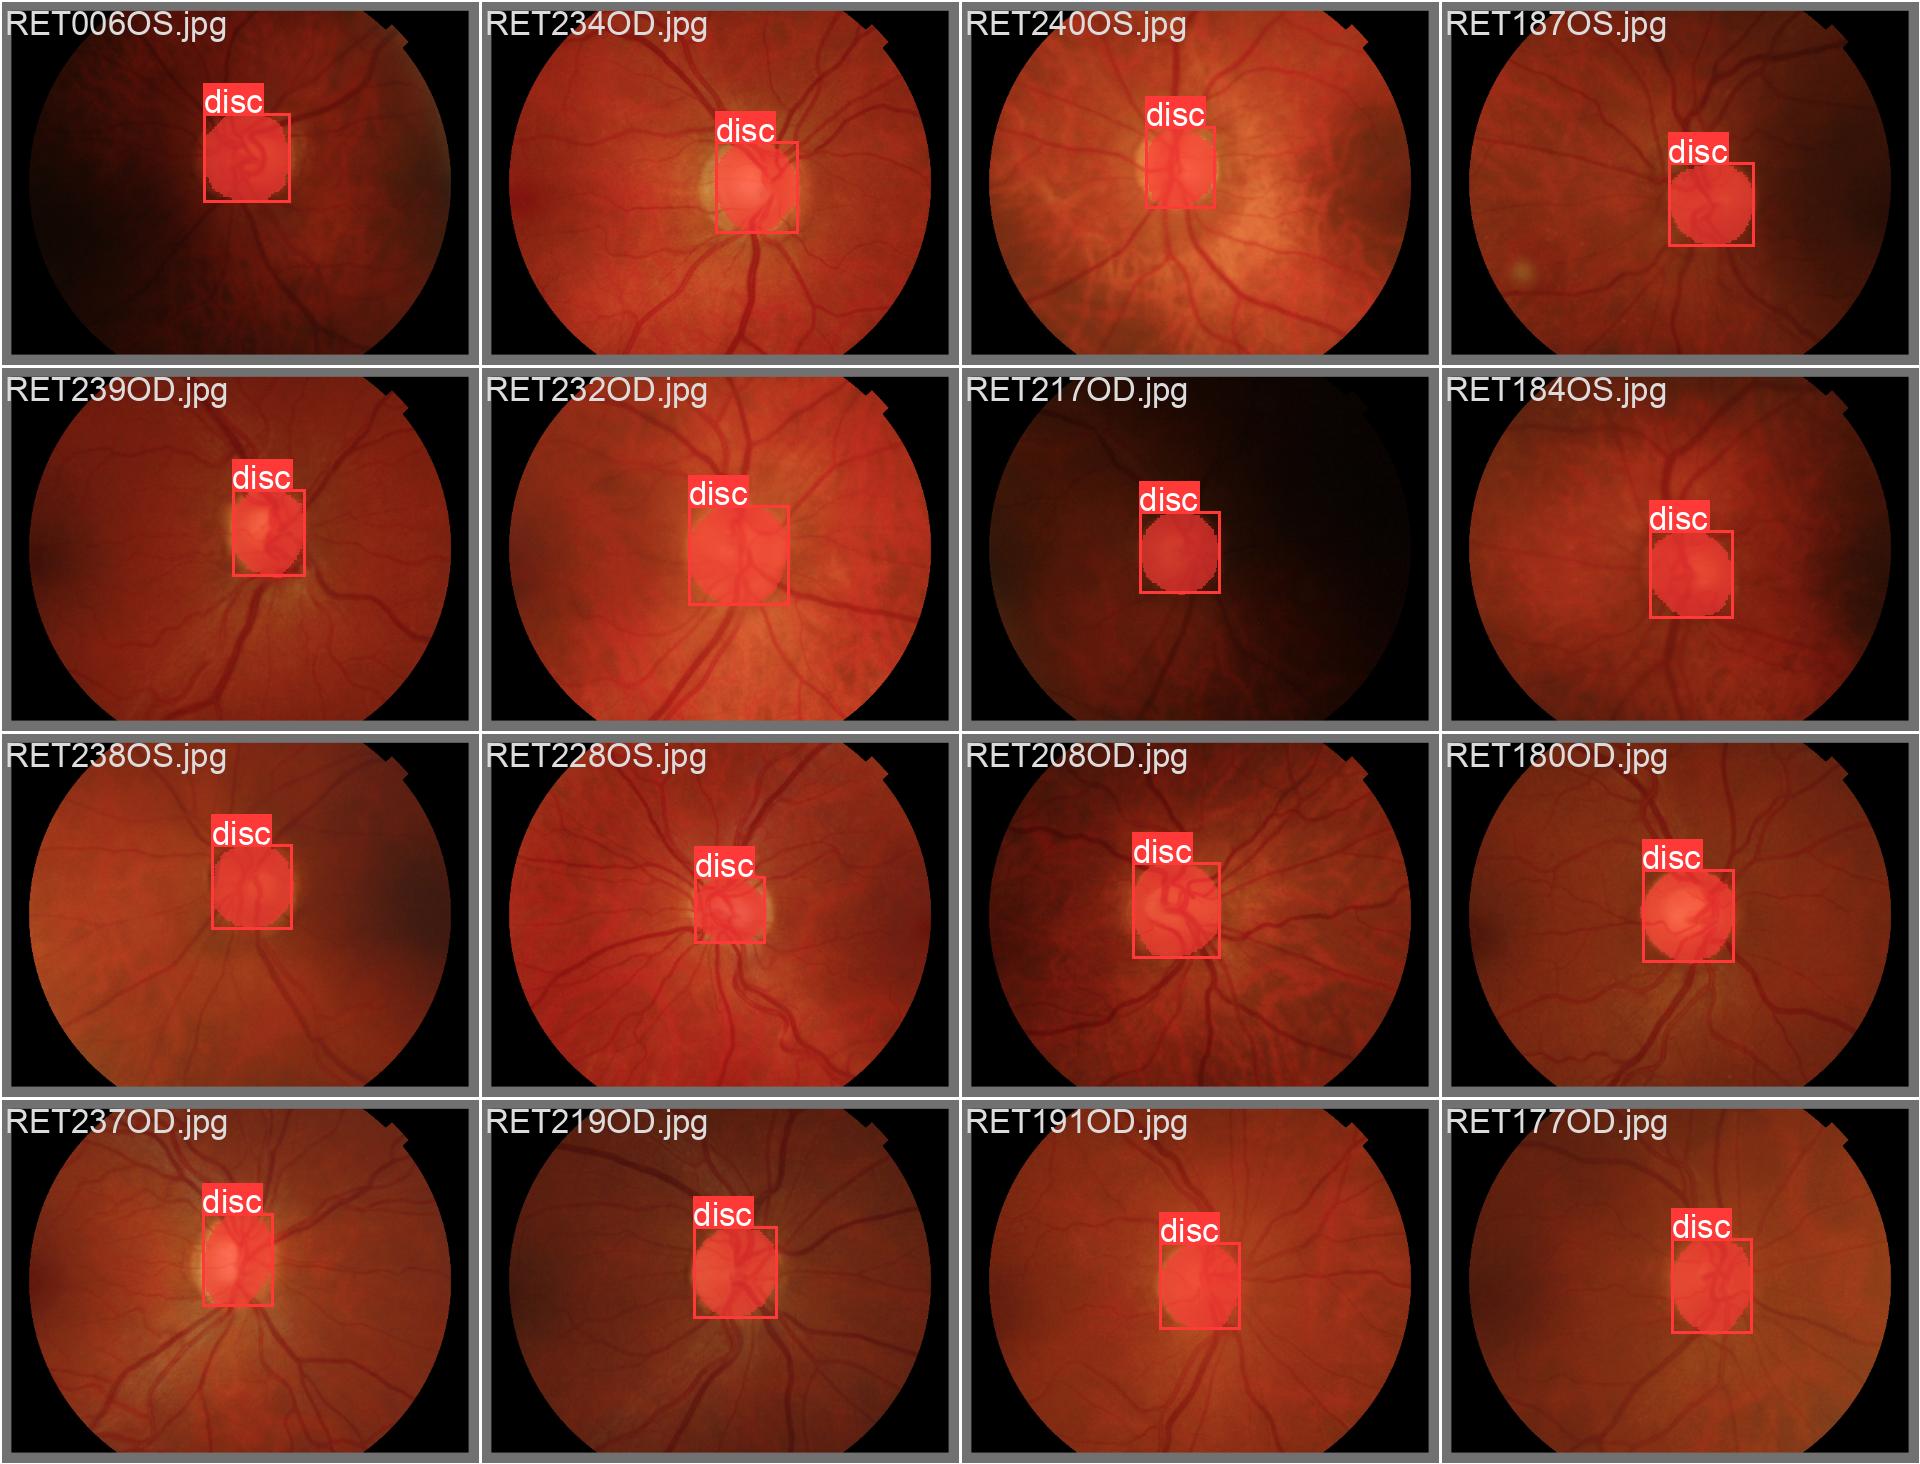 RET006OS.jpg
disc
RET234OD.jpg
disc
RET240OS.jpg
disc
RET187OS.jpg
disc
RET239OD.jpg
disc
RET232OD.jpg
disc
RET217OD.jpg
disc
RET184OS.jpg
disc
RET238OS.jpg
disc
RET228OS.jpg
disc
RET208OD.jpg
disc
RET180OD.jpg
disc
RET237OD.jpg
disc
RET219OD.jpg
disc
RET191OD.jpg
disc
RET177OD.jpg
disc